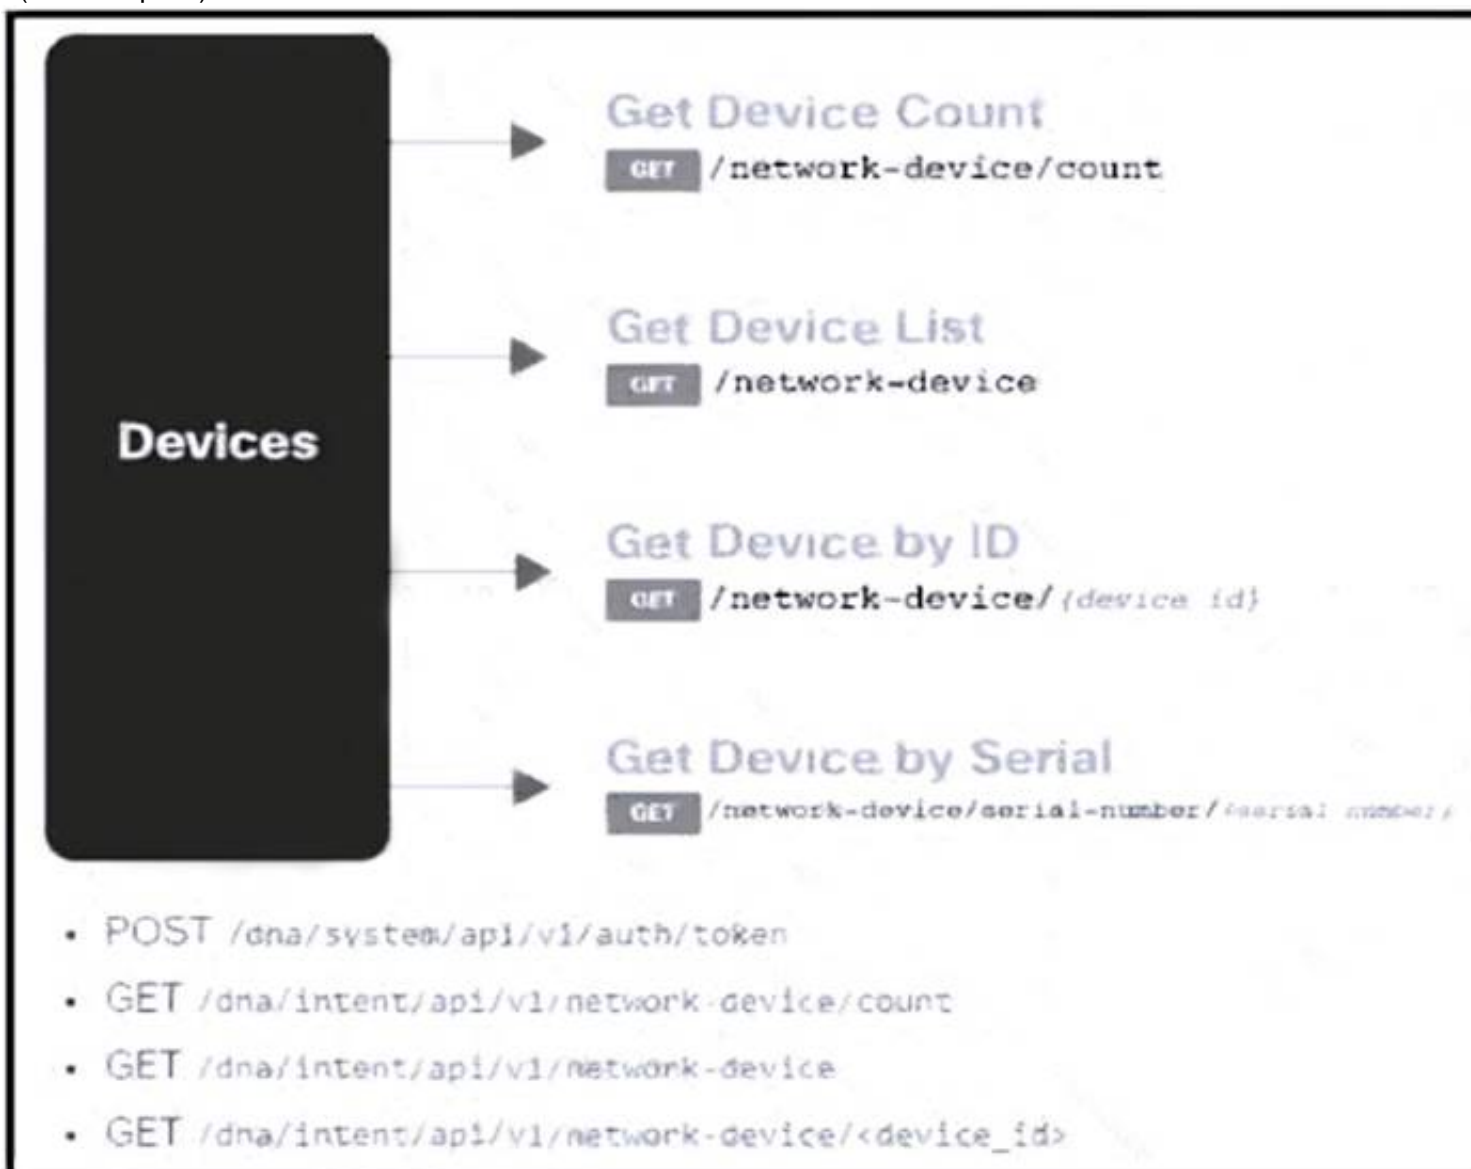 Devices
Get Device Count
GET /network-device/count
Get Device List
GET /network-device
Get Device by ID
GET /network-device/{device id}
Get Device by Serial
GET /network-device/serial-number/{serial number}
• POST /dna/system/api/v1/auth/token
• GET /dna/intent/api/v1/network-device/count
• GET /dna/intent/api/v1/network-device
• GET /dna/intent/api/v1/network-device/<device_id>